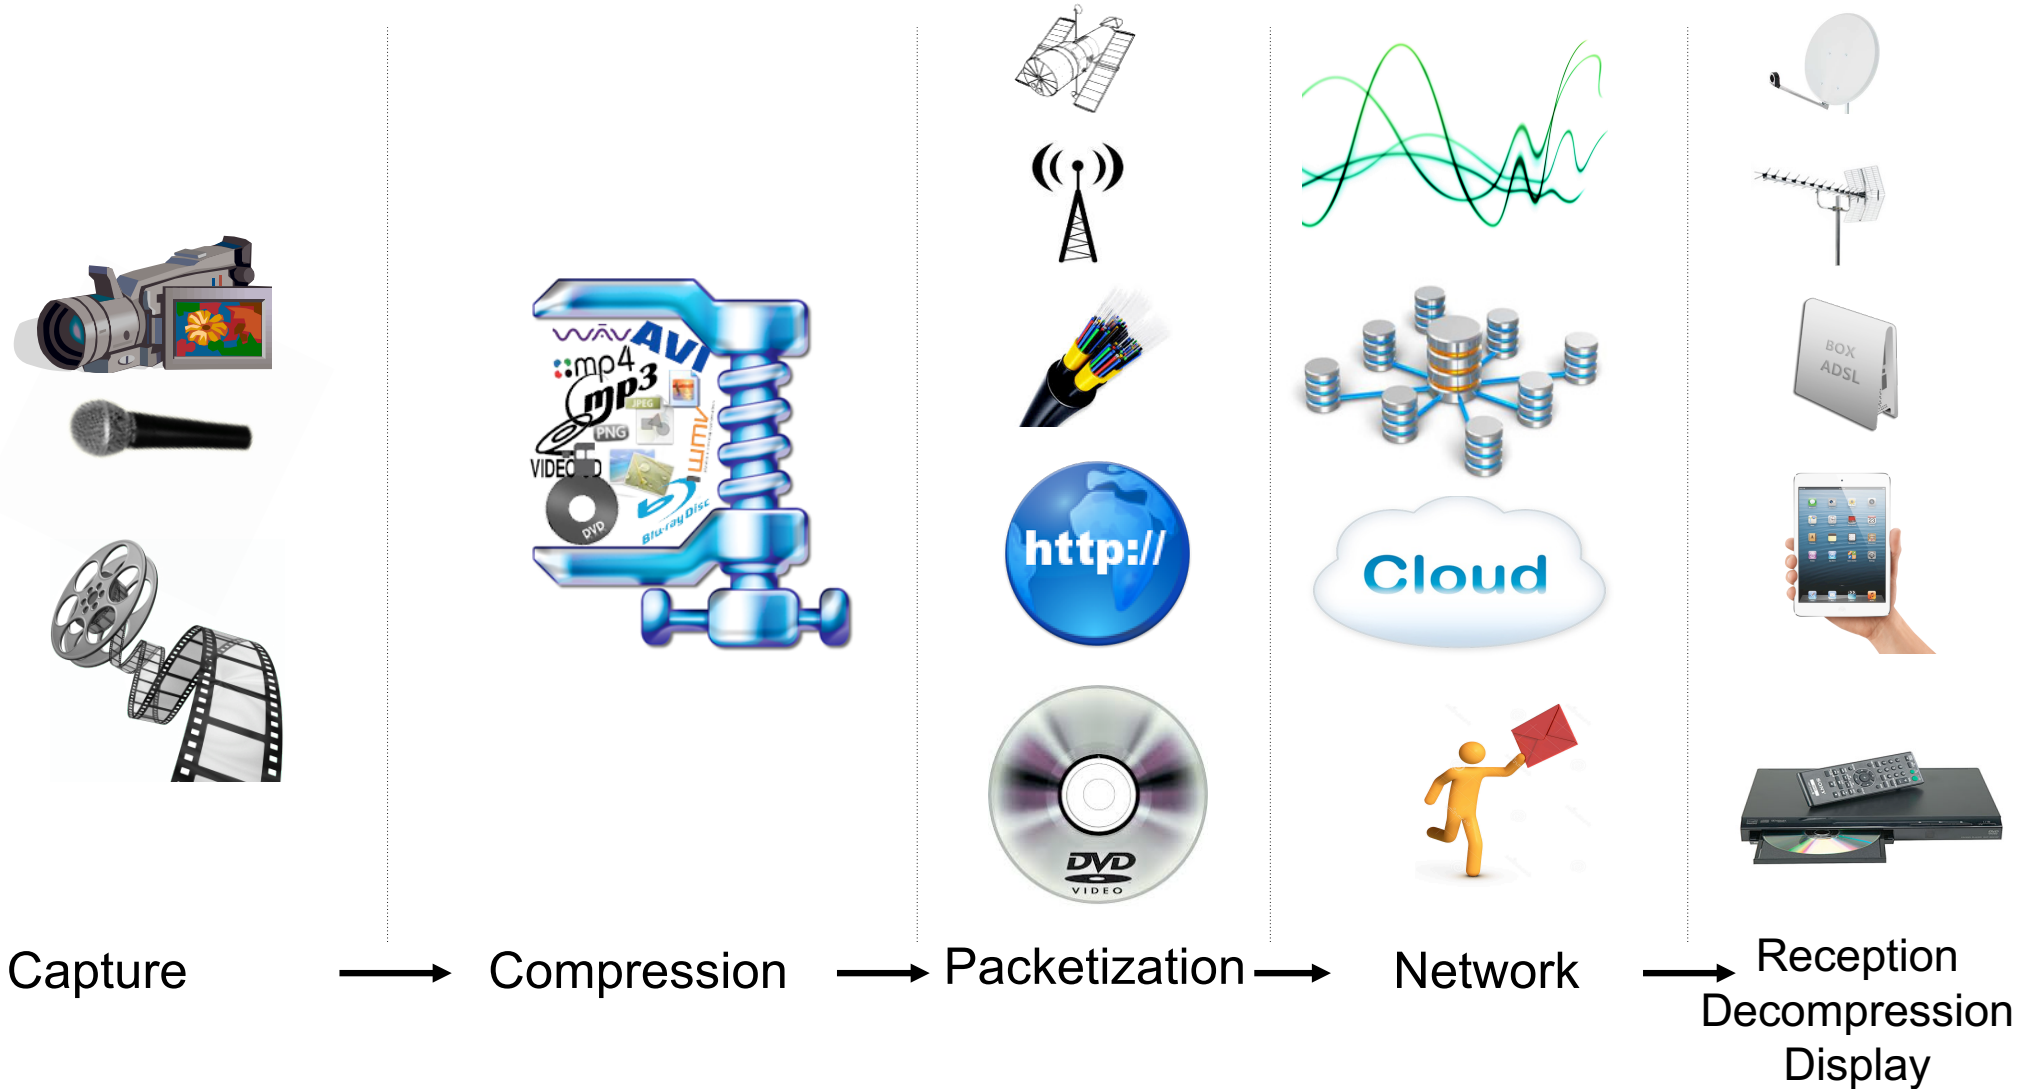 WAV
AVI
mp4
mp3
JPEG
PNG
WMV
VIDEO CD
DVD
Blu-ray Disc
http://
DVD
VIDEO
Cloud
BOX
ADSL
Capture
Compression
Packetization
Network
Reception
Decompression
Display